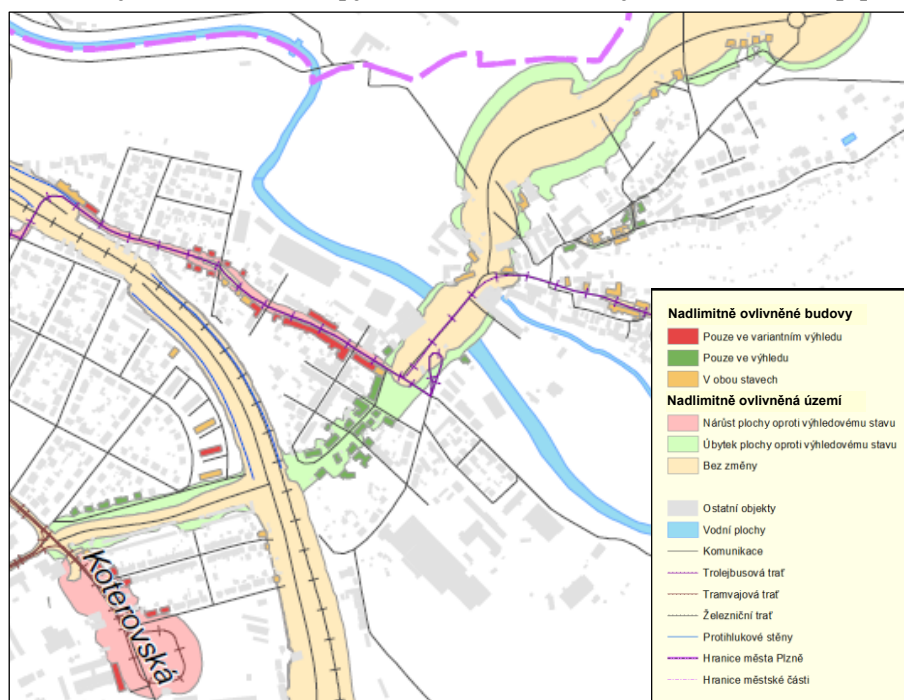 Koterovská
Nadlimitně ovlivněné budovy
Pouze ve variantním výhledu
Pouze ve výhledu
V obou stavech
Nadlimitně ovlivněná území
Nárůst plochy oproti výhledovému stavu
Úbytek plochy oproti výhledovému stavu
Bez změny
Ostatní objekty
Vodní plochy
Komunikace
Trolejbusová trať
Tramvajová trať
Železniční trať
Protihlukové stěny
Hranice města Plzně
Hranice městské části